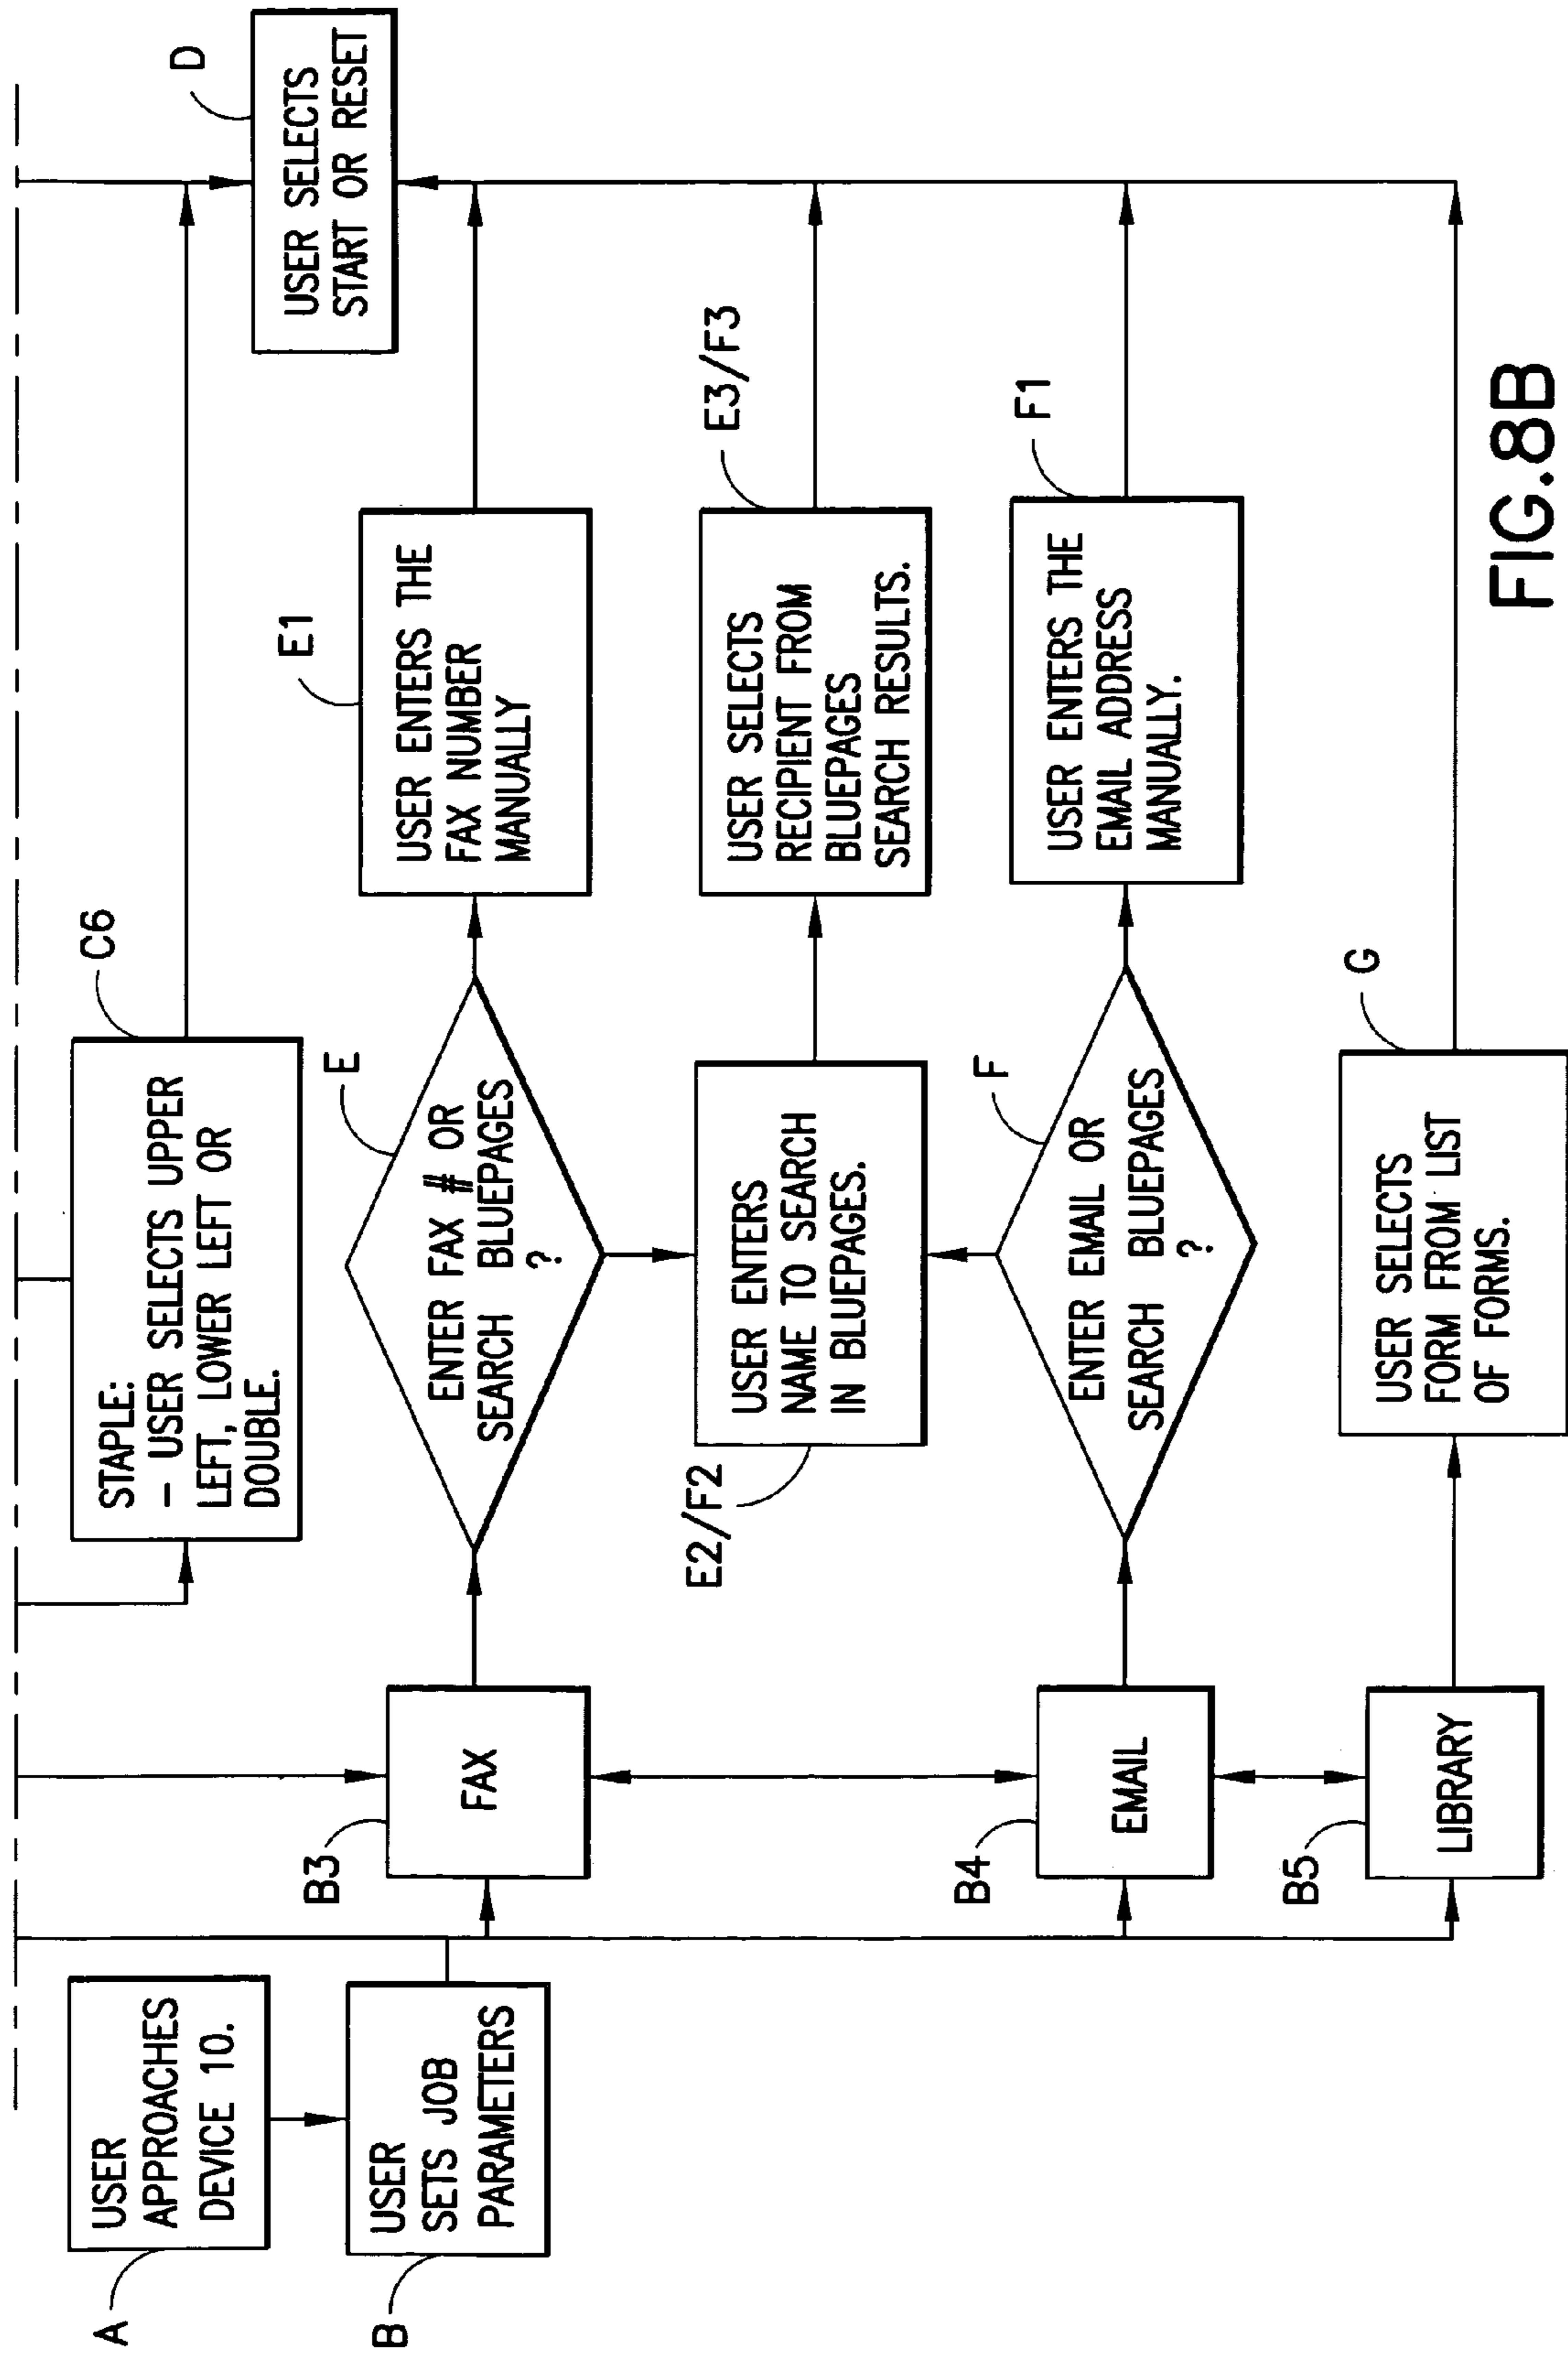 A
USER
APPROACHES
DEVICE 10.
B
USER
SETS JOB
PARAMETERS
C6
STAPLE:
– USER SELECTS UPPER
LEFT, LOWER LEFT OR
DOUBLE.
D
USER SELECTS
START OR RESET
B3
FAX
E
ENTER FAX # OR
SEARCH BLUEPAGES
?
E1
USER ENTERS THE
FAX NUMBER
MANUALLY
E2/F2
USER ENTERS
NAME TO SEARCH
IN BLUEPAGES.
E3/F3
USER SELECTS
RECIPIENT FROM
BLUEPAGES
SEARCH RESULTS.
B4
EMAIL
F
ENTER EMAIL OR
SEARCH BLUEPAGES
?
F1
USER ENTERS THE
EMAIL ADDRESS
MANUALLY.
B5
LIBRARY
G
USER SELECTS
FORM FROM LIST
OF FORMS.
FIG.8B